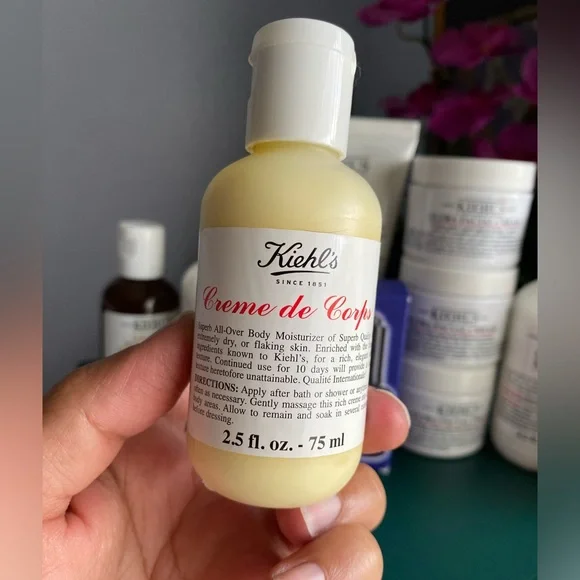 Kiehl's
SINCE 1851
Creme de Corps
Superb All-Over Body Moisturizer of Superb
extremely dry, or flaking skin. Enriched with the
ingredients known to Kiehl's, for a rich,
texture. Continued use for 10 days will provide
texture heretofore unattainable. Qualité
DIRECTIONS: Apply after bath or shower or
often as necessary. Gently massage this rich creme
body areas. Allow to remain and soak in several
before dressing.
2.5 fl. oz. - 75 ml
KIEHL'S
KIEHL'S
KIEHL'S